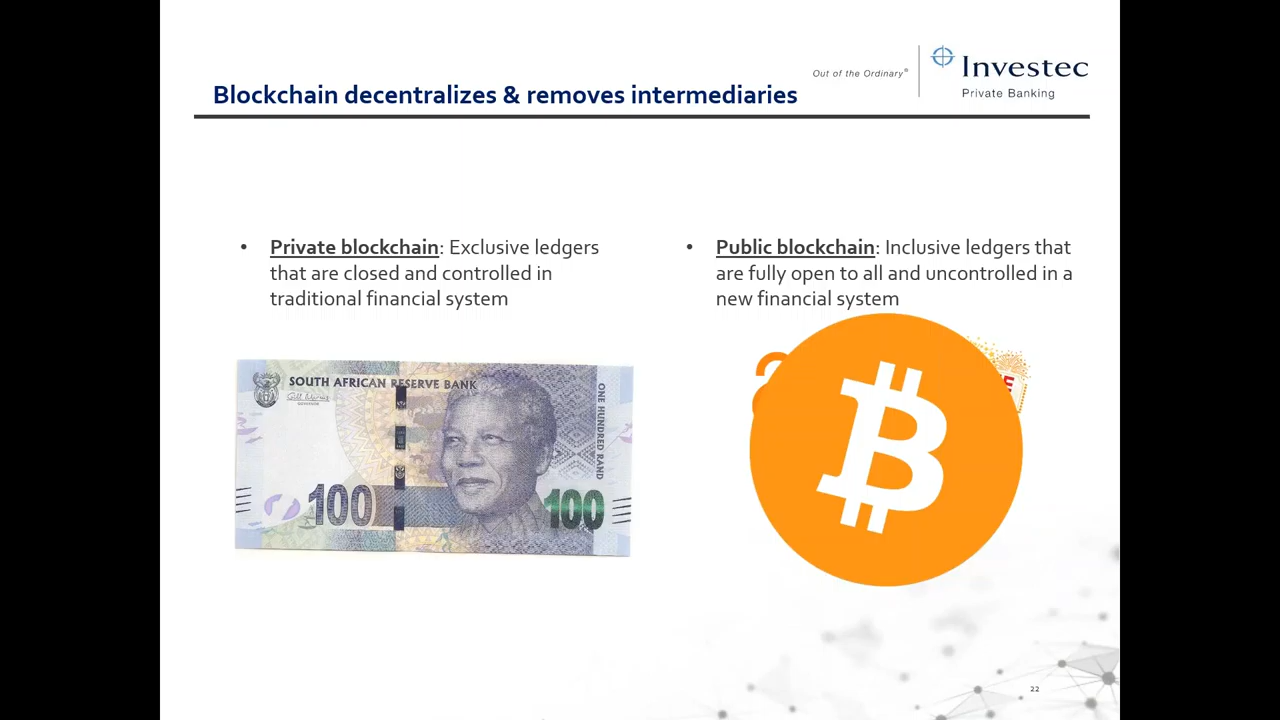 Out of the Ordinary®
Investec
Private Banking
Blockchain decentralizes & removes intermediaries
• Private blockchain: Exclusive ledgers
that are closed and controlled in
traditional financial system
• Public blockchain: Inclusive ledgers that
are fully open to all and uncontrolled in a
new financial system
SOUTH AFRICAN RESERVE BANK
GOVERNOR
ONE HUNDRED RAND
100
100
22